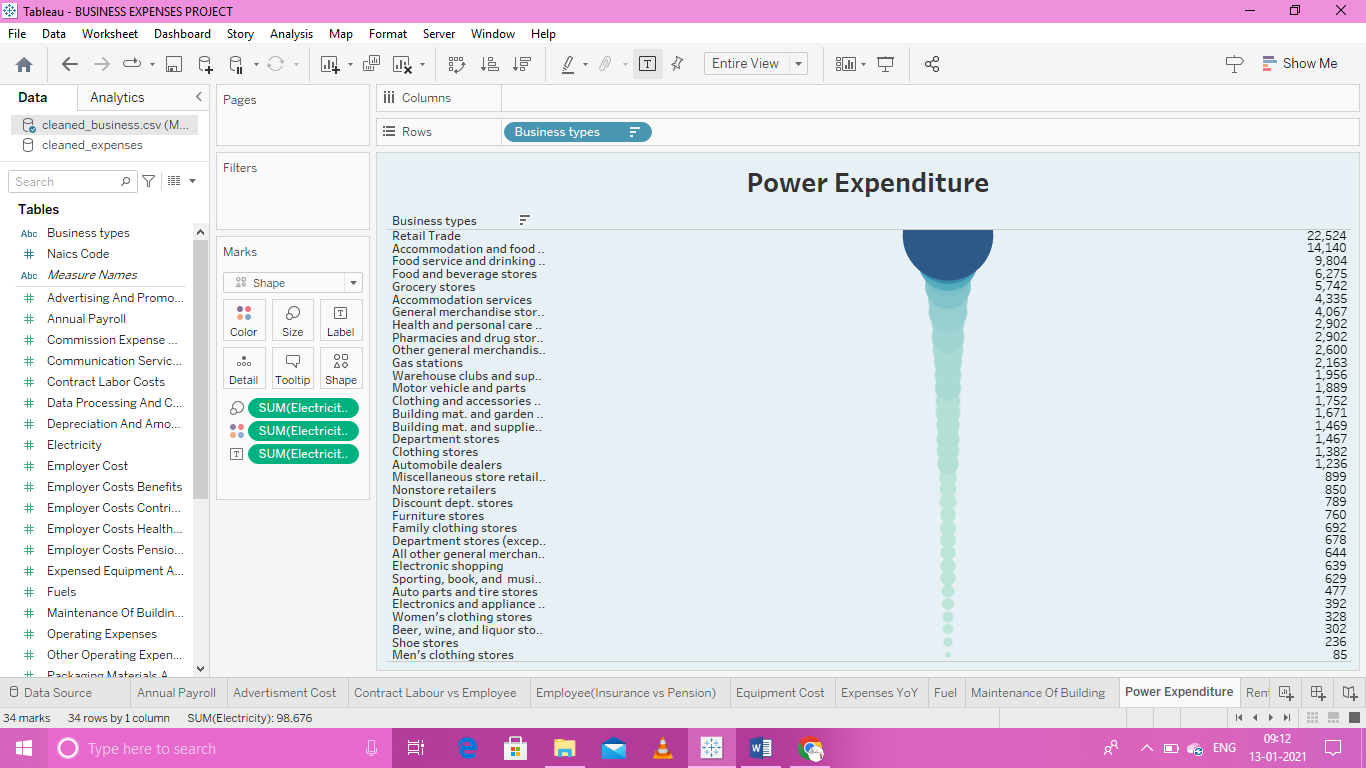 Tableau - BUSINESS EXPENSES PROJECT
File Data Worksheet Dashboard Story Analysis Map Format Server Window Help
Entire View
Show Me
Data Analytics
cleaned_business.csv (M...
cleaned_expenses
Search
Tables
Abc Business types
# Naics Code
Abc Measure Names
# Advertising And Promo...
# Annual Payroll
# Commission Expense ...
# Communication Servic...
# Contract Labor Costs
# Data Processing And C...
# Depreciation And Amo...
# Electricity
# Employer Cost
# Employer Costs Benefits
# Employer Costs Contri...
# Employer Costs Health...
# Employer Costs Pensio...
# Expensed Equipment A...
# Fuels
# Maintenance Of Buildin...
# Operating Expenses
# Other Operating Expen...
# Packaging Materials A
Pages
Filters
Marks
Shape
Color Size Label
Detail Tooltip Shape
SUM(Electricit..
SUM(Electricit..
SUM(Electricit..
Columns
Rows Business types
Power Expenditure
Business types
Retail Trade 22,524
Accommodation and food .. 14,140
Food service and drinking .. 9,804
Food and beverage stores 6,275
Grocery stores 5,742
Accommodation services 4,335
General merchandise stor.. 4,067
Health and personal care .. 2,902
Pharmacies and drug stor.. 2,902
Other general merchandis.. 2,600
Gas stations 2,163
Warehouse clubs and sup.. 1,956
Motor vehicle and parts 1,889
Clothing and accessories .. 1,752
Building mat. and garden .. 1,671
Building mat. and supplie.. 1,469
Department stores 1,467
Clothing stores 1,382
Automobile dealers 1,236
Miscellaneous store retail.. 899
Nonstore retailers 850
Discount dept. stores 789
Furniture stores 760
Family clothing stores 692
Department stores (excep.. 678
All other general merchan.. 644
Electronic shopping 639
Sporting, book, and musi.. 629
Auto parts and tire stores 477
Electronics and appliance .. 392
Women's clothing stores 328
Beer, wine, and liquor sto.. 302
Shoe stores 236
Men's clothing stores 85
Data Source Annual Payroll Advertisment Cost Contract Labour vs Employee Employee(Insurance vs Pension) Equipment Cost Expenses YoY Fuel Maintenance Of Building Power Expenditure Rent
34 marks 34 rows by 1 column SUM(Electricity): 98,676
Type here to search
ENG
09:12
13-01-2021